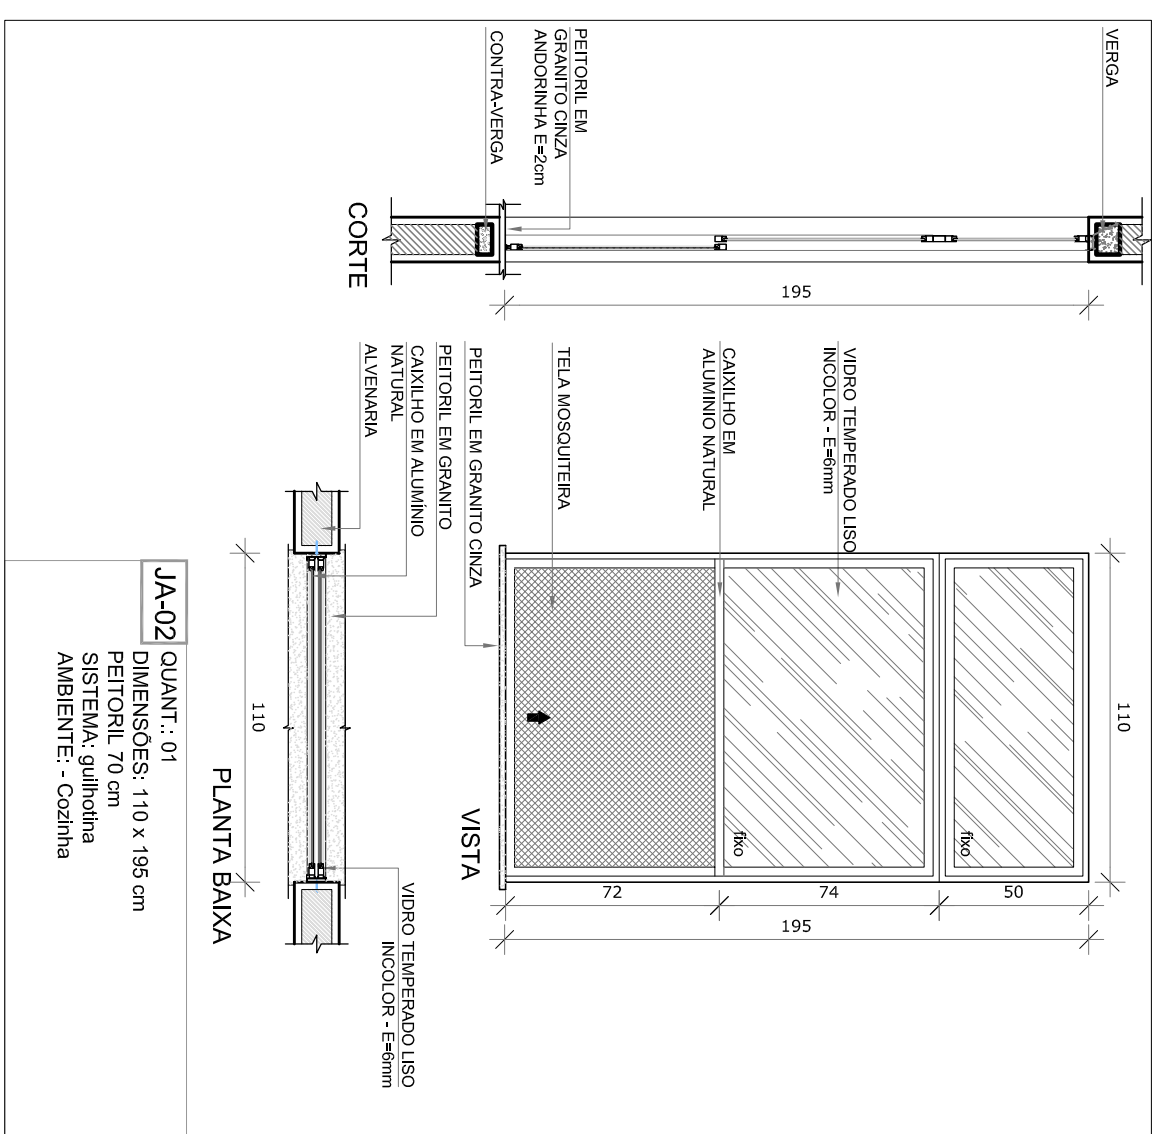 VERGA
PEITORIL EM
GRANITO CINZA
ANDORINHA E=2cm
CONTRA-VERGA
CORTE
195
VIDRO TEMPERADO LISO
INCOLOR - E=6mm
CAIXILHO EM
ALUMINIO NATURAL
TELA MOSQUITEIRA
PEITORIL EM GRANITO CINZA
110
fixo
fixo
50
74
72
195
VISTA
PEITORIL EM GRANITO
CAIXILHO EM ALUMÍNIO
NATURAL
ALVENARIA
110
VIDRO TEMPERADO LISO
INCOLOR - E=6mm
PLANTA BAIXA
JA-02
QUANT.: 01
DIMENSÕES: 110 x 195 cm
PEITORIL 70 cm
SISTEMA: guilhotina
AMBIENTE: - Cozinha